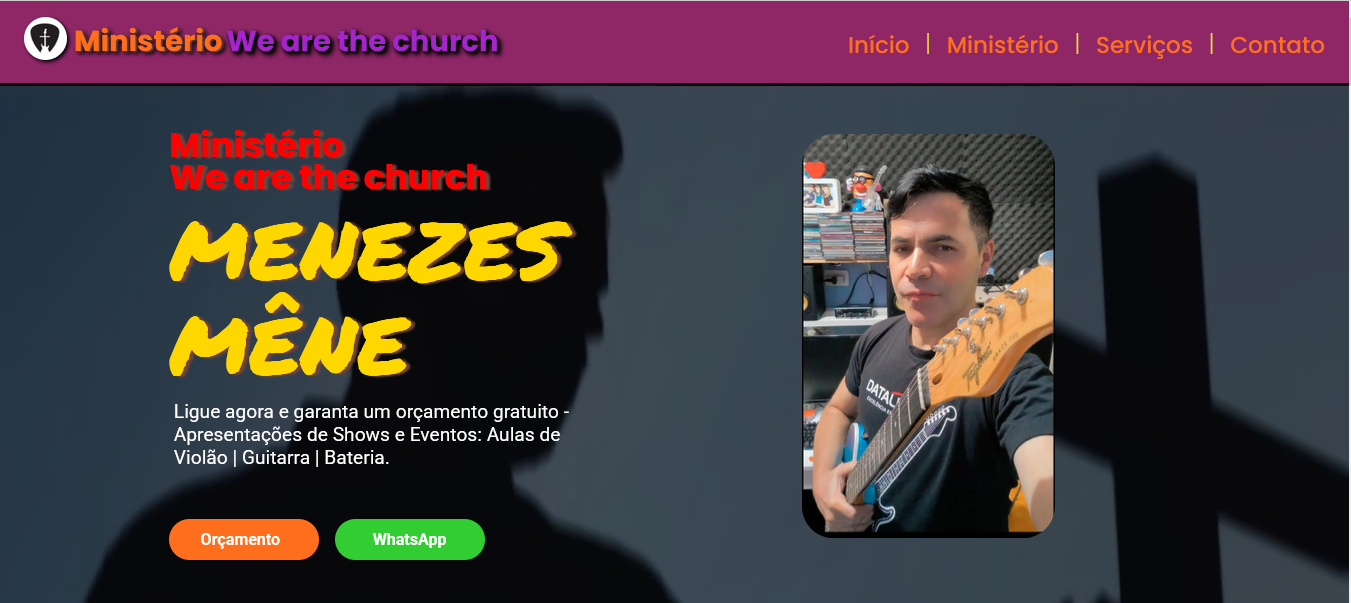 Ministério We are the church
Início | Ministério | Serviços | Contato
Ministério
We are the church
MENEZES
MÊNE
Ligue agora e garanta um orçamento gratuito -
Apresentações de Shows e Eventos: Aulas de
Violão | Guitarra | Bateria.
Orçamento
WhatsApp